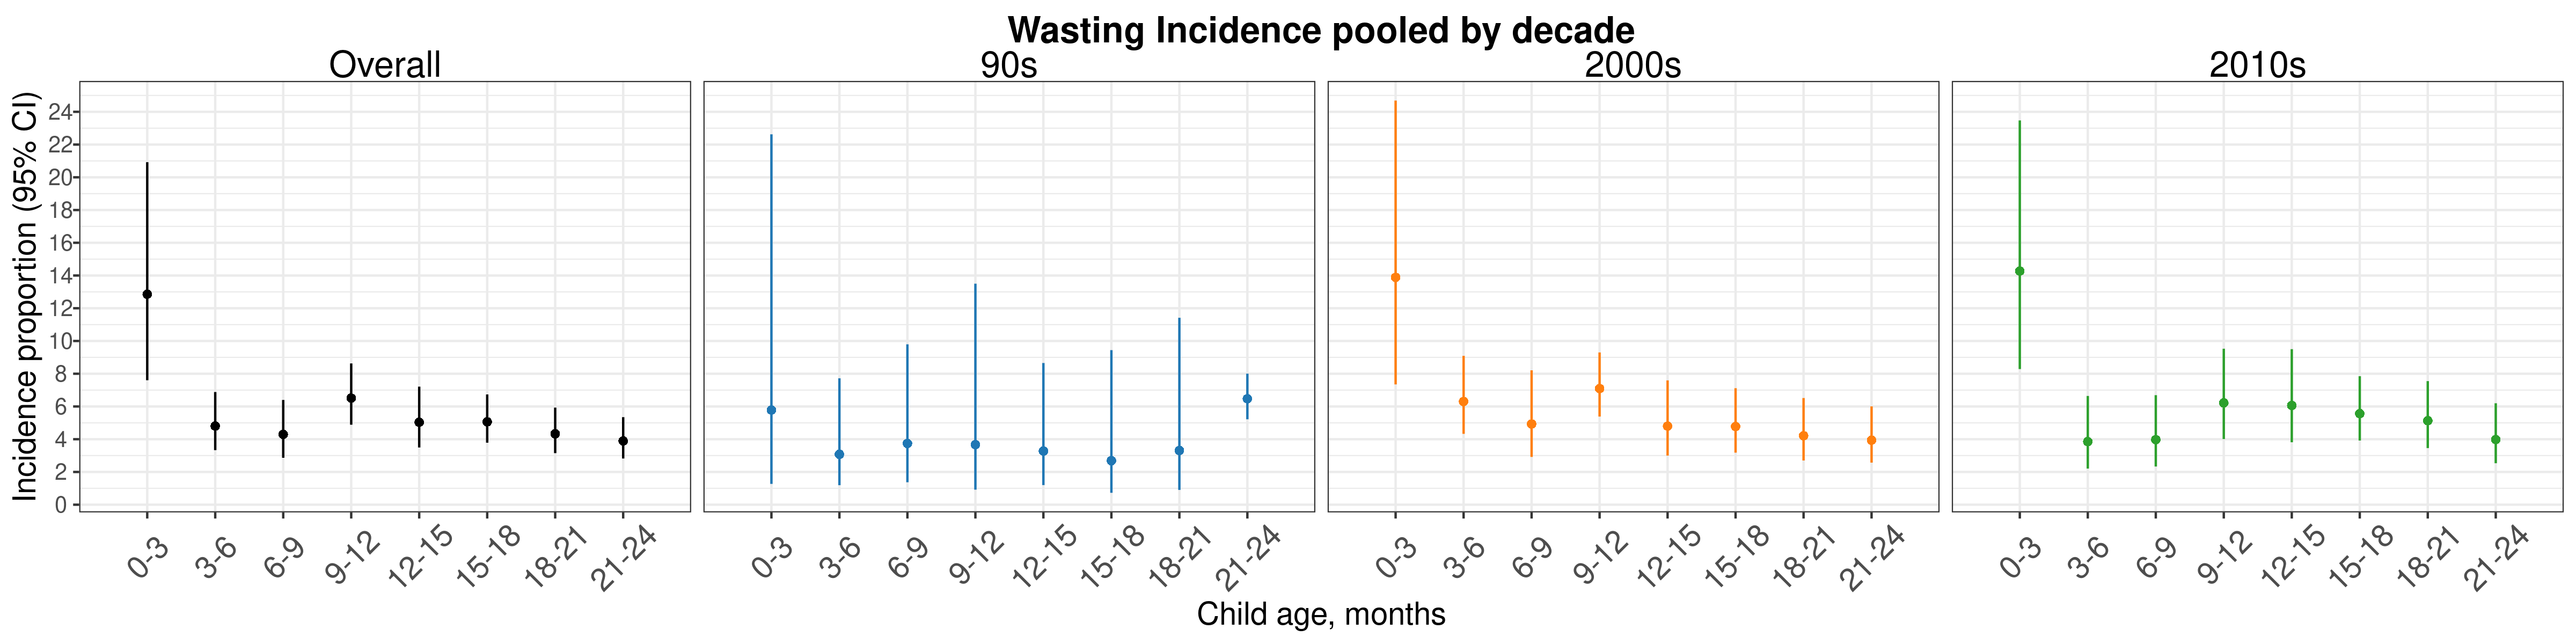 Wasting Incidence pooled by decade
Overall
90s
2000s
2010s
Incidence proportion (95% CI)
24
22
20
18
16
14
12
10
8
6
4
2
0
0-3 3-6 6-9 9-12 12-15 15-18 18-21 21-24
0-3 3-6 6-9 9-12 12-15 15-18 18-21 21-24
0-3 3-6 6-9 9-12 12-15 15-18 18-21 21-24
0-3 3-6 6-9 9-12 12-15 15-18 18-21 21-24
Child age, months